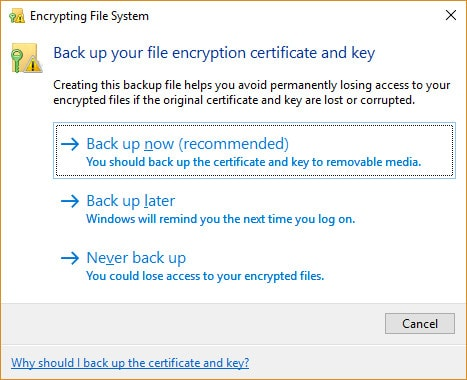 Encrypting File System
Back up your file encryption certificate and key
Creating this backup file helps you avoid permanently losing access to your
encrypted files if the original certificate and key are lost or corrupted.
Back up now (recommended)
You should back up the certificate and key to removable media.
Back up later
Windows will remind you the next time you log on.
Never back up
You could lose access to your encrypted files.
Cancel
Why should I back up the certificate and key?